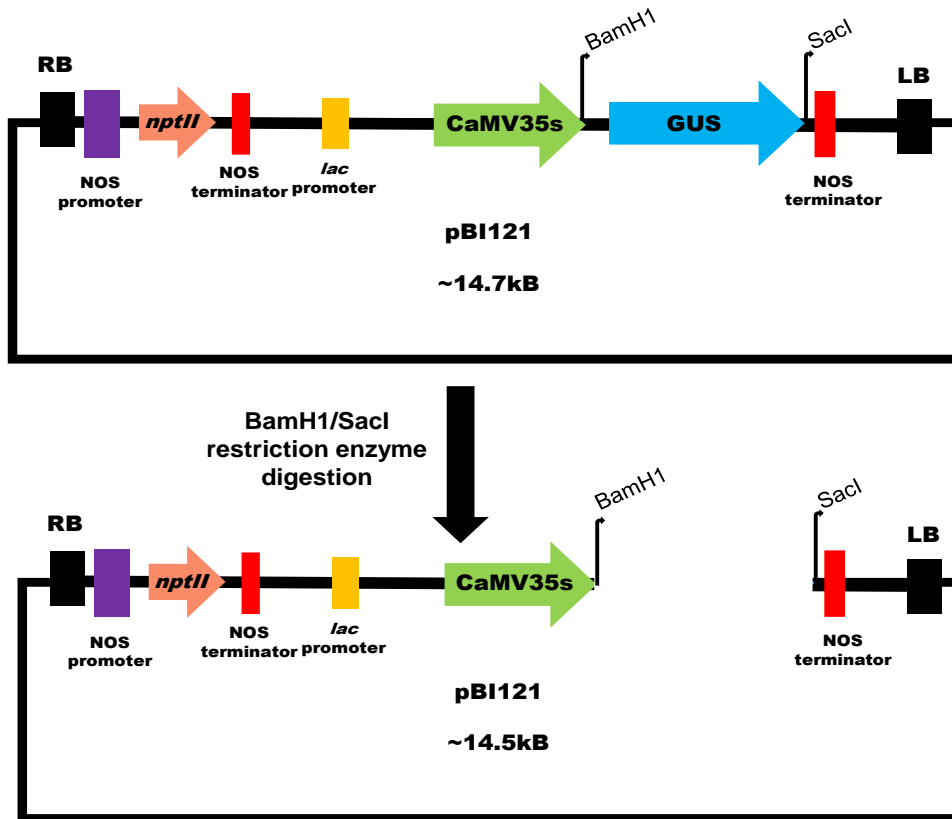 BamH1
SacI
RB
LB
nptII
CaMV35s
GUS
NOS
promoter
NOS
terminator
lac
promoter
NOS
terminator
pBI121
~14.7kB
BamH1/SacI
restriction enzyme
digestion
BamH1
SacI
RB
LB
nptII
CaMV35s
NOS
promoter
NOS
terminator
lac
promoter
NOS
terminator
pBI121
~14.5kB